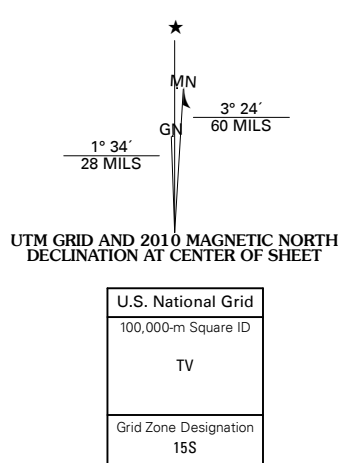 ★
MN
3° 24´
60 MILS
GN
1° 34´
28 MILS
UTM GRID AND 2010 MAGNETIC NORTH
DECLINATION AT CENTER OF SHEET
U.S. National Grid
100,000-m Square ID
TV
Grid Zone Designation
15S